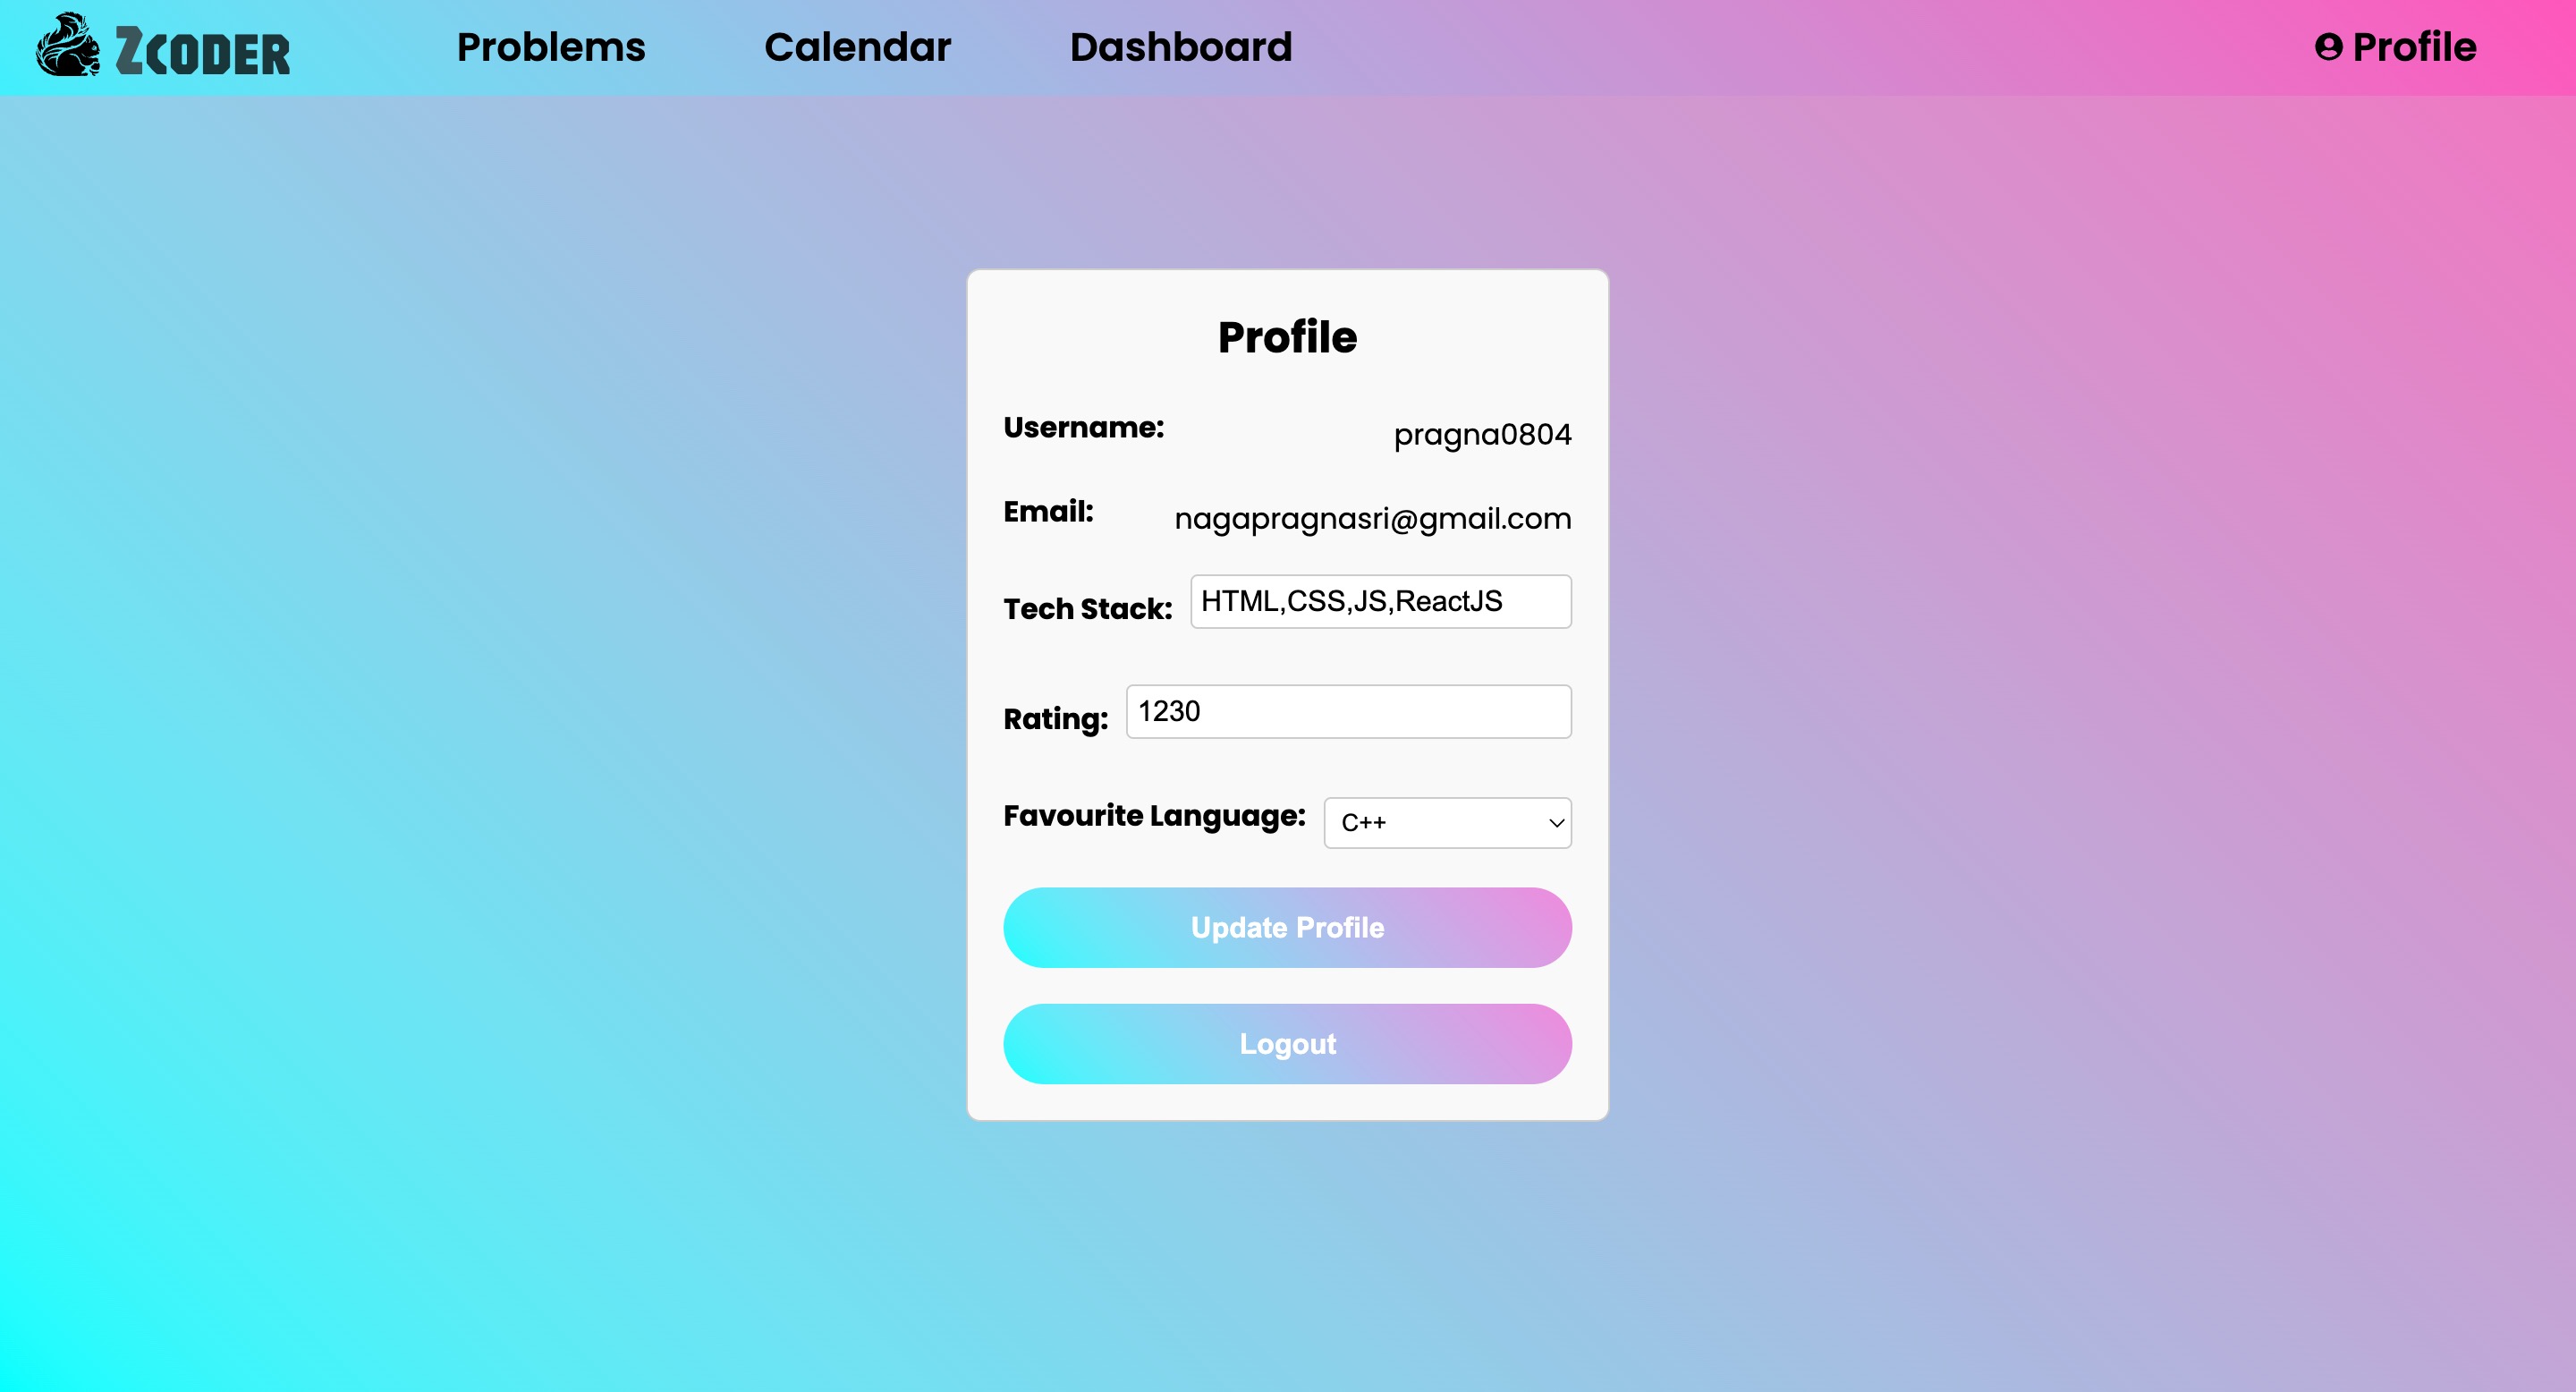 ZCODER Problems Calendar Dashboard Profile
Profile
Username: pragna0804
Email: nagapragnasri@gmail.com
Tech Stack: HTML,CSS,JS,ReactJS
Rating: 1230
Favourite Language: C++
Update Profile
Logout